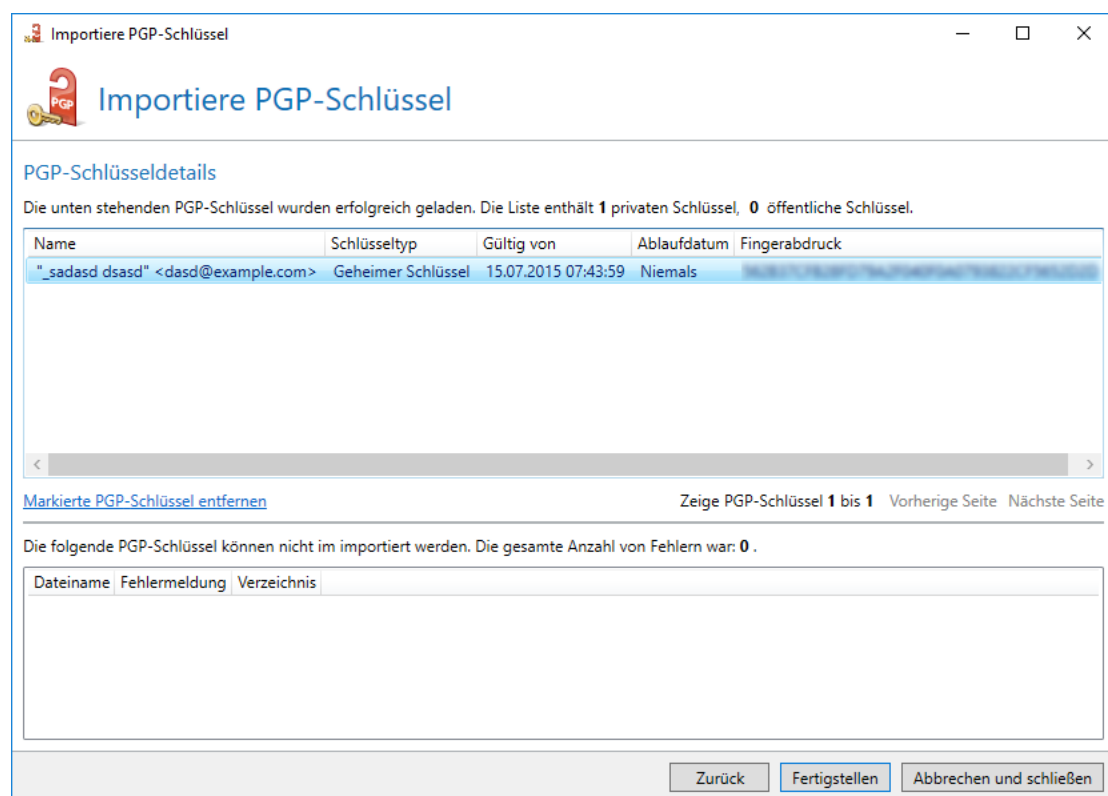 Importiere PGP-Schlüssel
PGP
Importiere PGP-Schlüssel
PGP-Schlüsseldetails
Die unten stehenden PGP-Schlüssel wurden erfolgreich geladen. Die Liste enthält 1 privaten Schlüssel, 0 öffentliche Schlüssel.
Name Schlüsseltyp Gültig von Ablaufdatum Fingerabdruck
"_sadasd dsasd" <dasd@example.com> Geheimer Schlüssel 15.07.2015 07:43:59 Niemals
Markierte PGP-Schlüssel entfernen Zeige PGP-Schlüssel 1 bis 1 Vorherige Seite Nächste Seite
Die folgende PGP-Schlüssel können nicht im importiert werden. Die gesamte Anzahl von Fehlern war: 0 .
Dateiname Fehlermeldung Verzeichnis
Zurück Fertigstellen Abbrechen und schließen